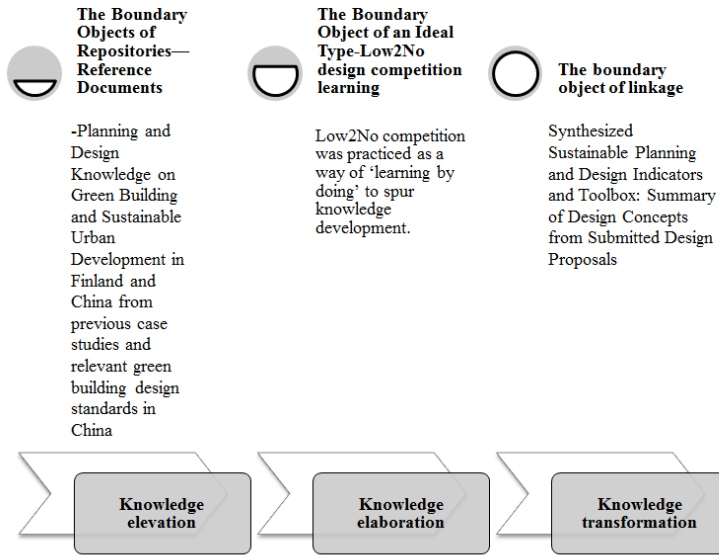 The Boundary
Objects of
Repositories—
Reference
Documents
-Planning and
Design
Knowledge on
Green Building
and Sustainable
Urban
Development in
Finland and
China from
previous case
studies and
relevant green
building design
standards in
China
The Boundary
Object of an Ideal
Type-Low2No
design competition
learning
Low2No competition
was practiced as a
way of ‘learning by
doing’ to spur
knowledge
development.
The boundary
object of linkage
Synthesized
Sustainable Planning
and Design Indicators
and Toolbox: Summary
of Design Concepts
from Submitted Design
Proposals
Knowledge
elevation
Knowledge
elaboration
Knowledge
transformation